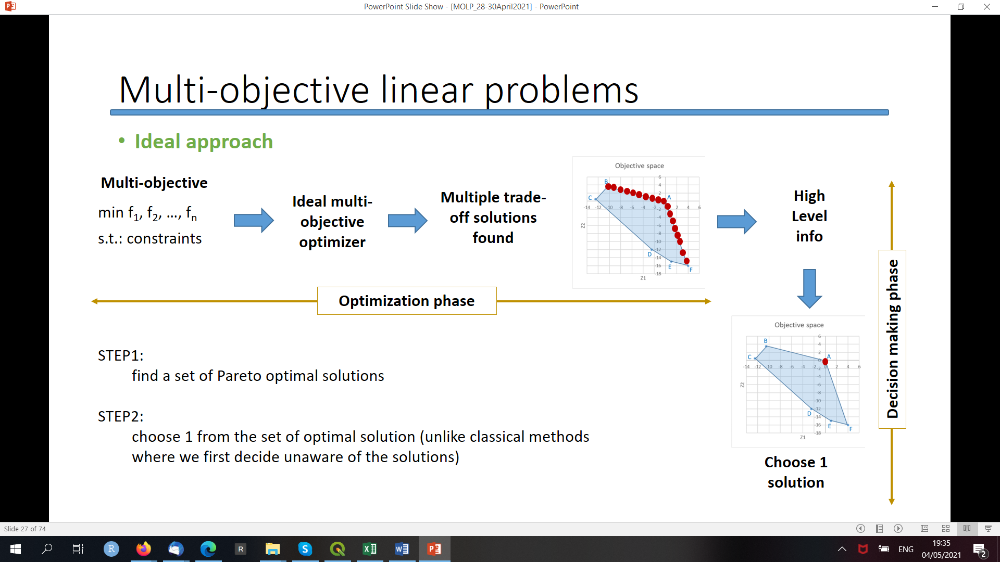 PowerPoint Slide Show - [MOLP_28-30April2021] - PowerPoint
Multi-objective linear problems
• Ideal approach
Multi-objective
min f1, f2, ..., fn
s.t.: constraints
Ideal multi-
objective
optimizer
Multiple trade-
off solutions
found
Objective space
6
4
2
B
C
A
-14 -12 -10 -8 -6 -4 -2 2 4 6
-2
-4
-6
-8
-10
-12
-14
-16
-18
Z2
D
E
F
Z1
High
Level
info
Optimization phase
Decision making phase
Objective space
6
4
2
0
B
C
A
-14 -12 -10 -8 -6 -4 -2 0 2 4 6
-2
-4
-6
-8
-10
-12
-14
-16
-18
Z2
D
E
F
Z1
Choose 1
solution
STEP1:
find a set of Pareto optimal solutions
STEP2:
choose 1 from the set of optimal solution (unlike classical methods
where we first decide unaware of the solutions)
Slide 27 of 74
ENG
19:35
04/05/2021
2